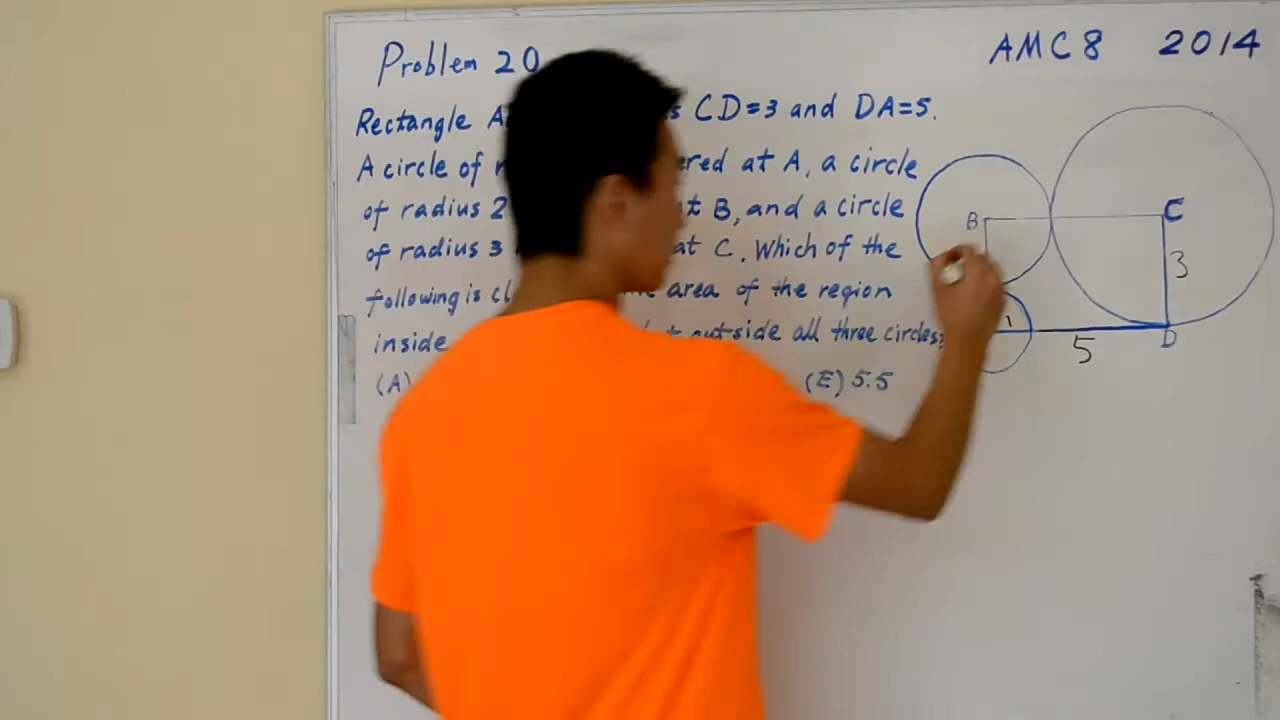 Problem 20
AMC 8 2014
Rectangle CD=3 and DA=5.
A circle of at A, a circle
of radius 2 B, and a circle
of radius 3 at C. Which of the
following is area of the region
inside outside all three circles?
(A) (E) 5.5
B
C
3
1
5
D